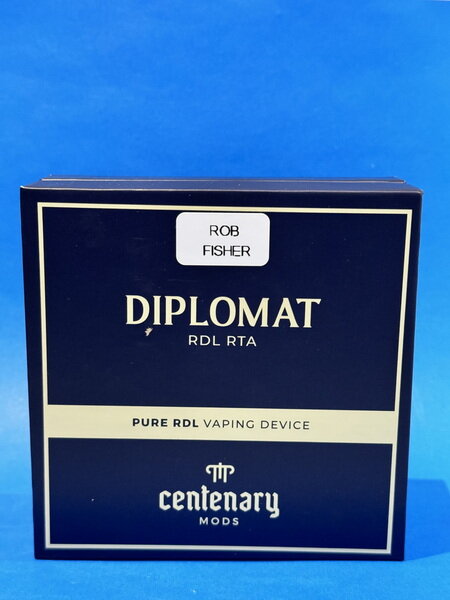 ROB
FISHER
DIPLOMAT
RDL RTA
PURE RDL VAPING DEVICE
centenary
MODS